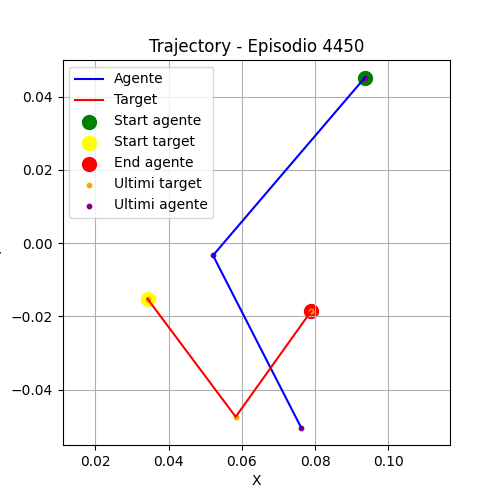 Trajectory - Episodio 4450
Agente
Target
Start agente
Start target
End agente
Ultimi target
Ultimi agente
0.04
0.02
0.00
−0.02
−0.04
0.02
0.04
0.06
0.08
0.10
X